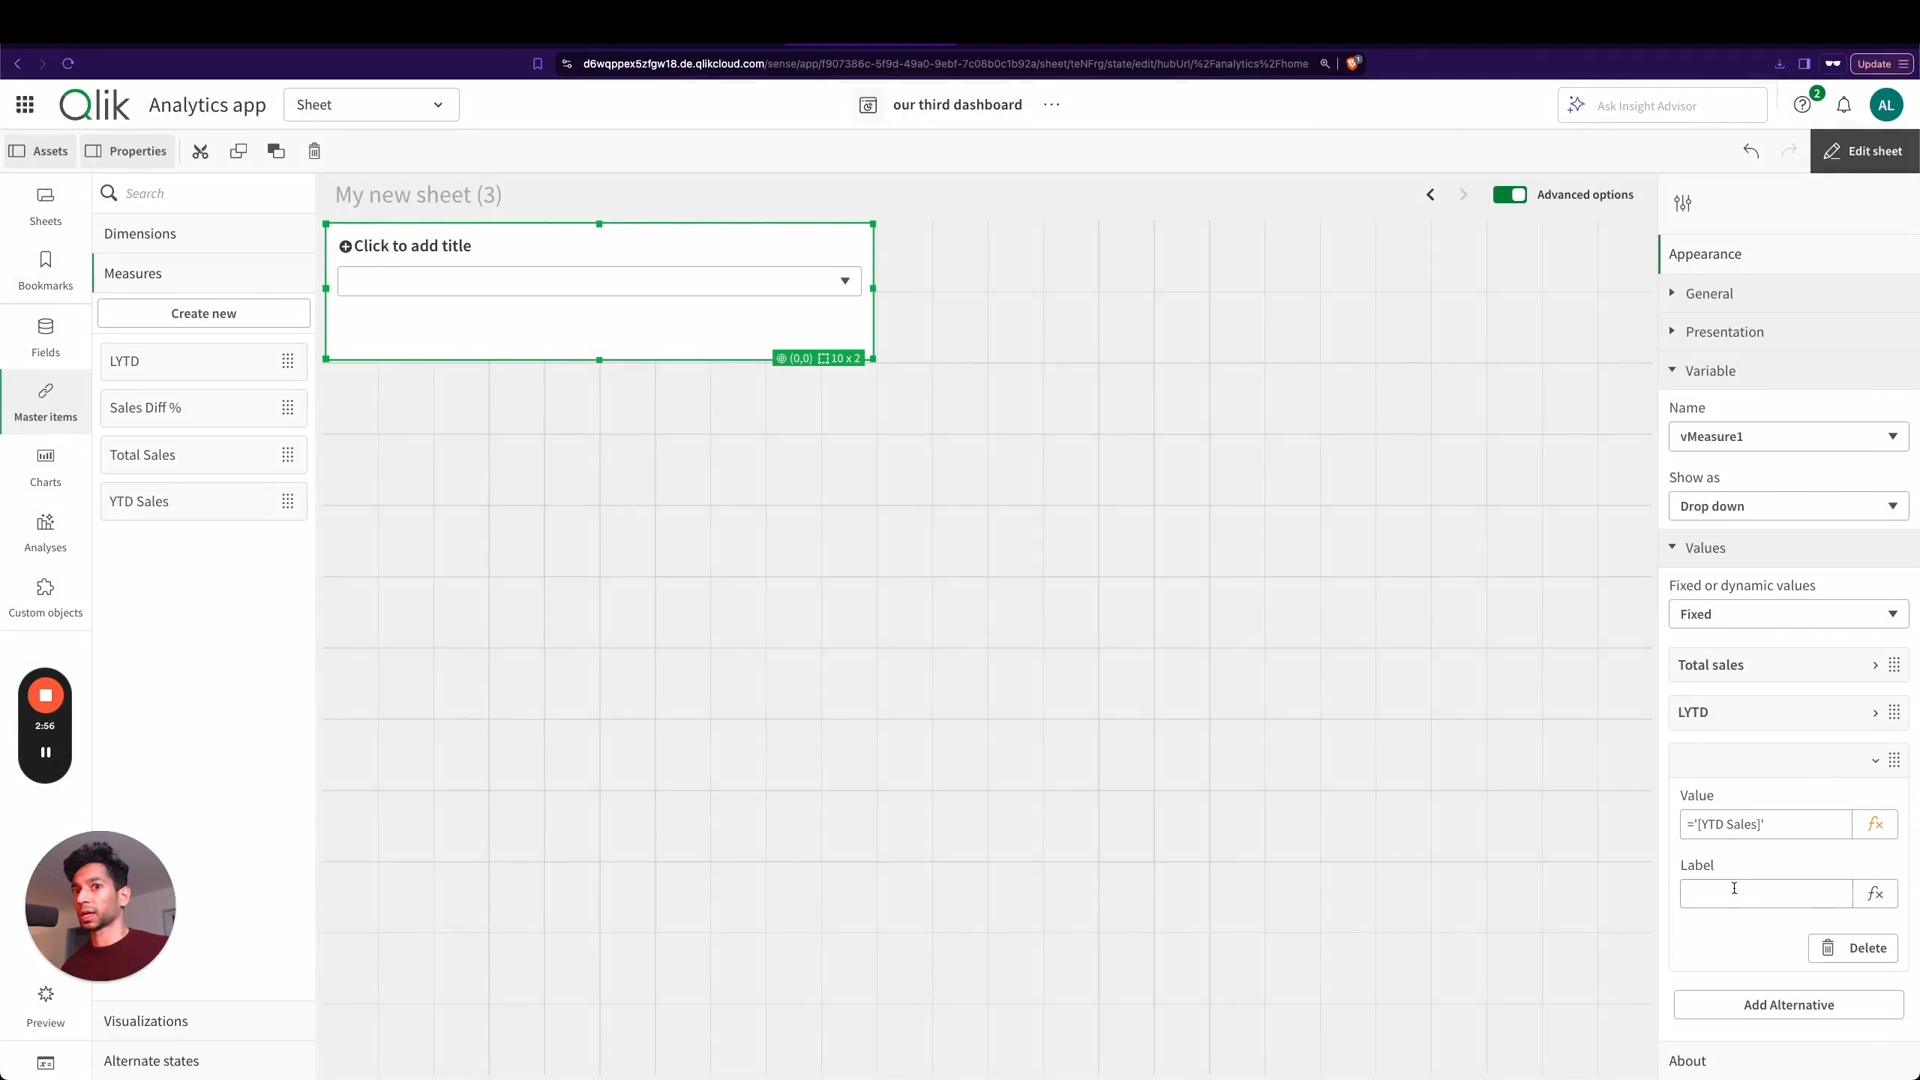 d6wqppex5zfgw18.de.qlikcloud.com/sense/app/f907386c-5f9d-49a0-9ebf-7c08b0c1b92a/sheet/teNFrg/state/edit/hubUrl/%2Fanalytics%2Fhome
1
Update
Qlik
Analytics app
Sheet
our third dashboard
Ask Insight Advisor
2
AL
Assets
Properties
Edit sheet
Sheets
Bookmarks
Fields
Master items
Charts
Analyses
Custom objects
2:56
Preview
Search
Dimensions
Measures
Create new
LYTD
Sales Diff %
Total Sales
YTD Sales
Visualizations
Alternate states
My new sheet (3)
Advanced options
Click to add title
(0,0) 10 x 2
Appearance
General
Presentation
Variable
Name
vMeasure1
Show as
Drop down
Values
Fixed or dynamic values
Fixed
Total sales
LYTD
Value
='[YTD Sales]'
fx
Label
fx
Delete
Add Alternative
About